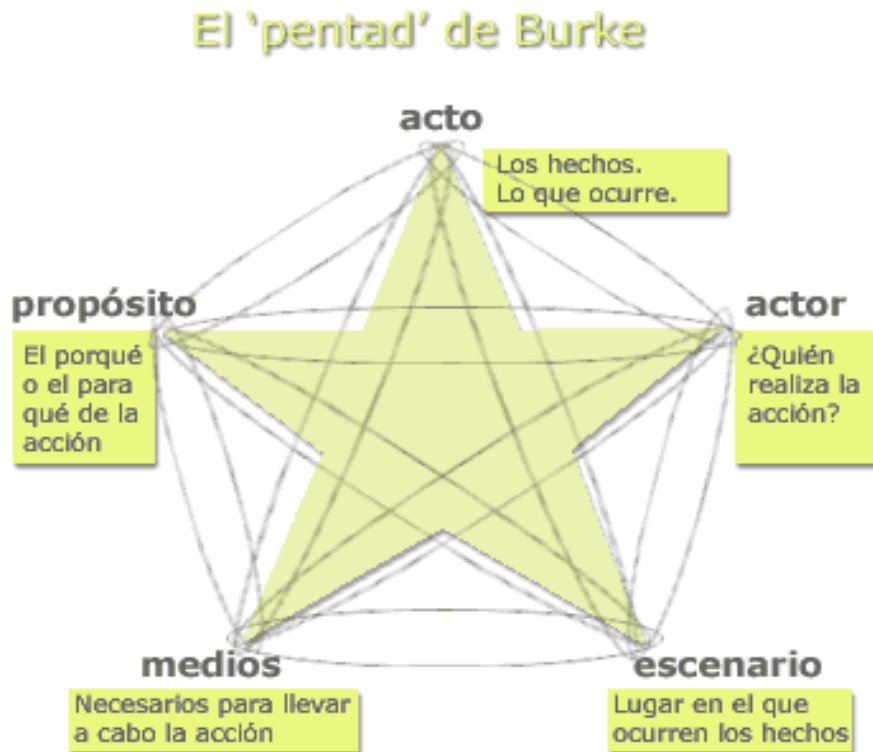 El ‘pentad’ de Burke
acto
Los hechos.
Lo que ocurre.
propósito
El porqué
o el para
qué de la
acción
actor
¿Quién
realiza la
acción?
medios
Necesarios para llevar
a cabo la acción
escenario
Lugar en el que
ocurren los hechos